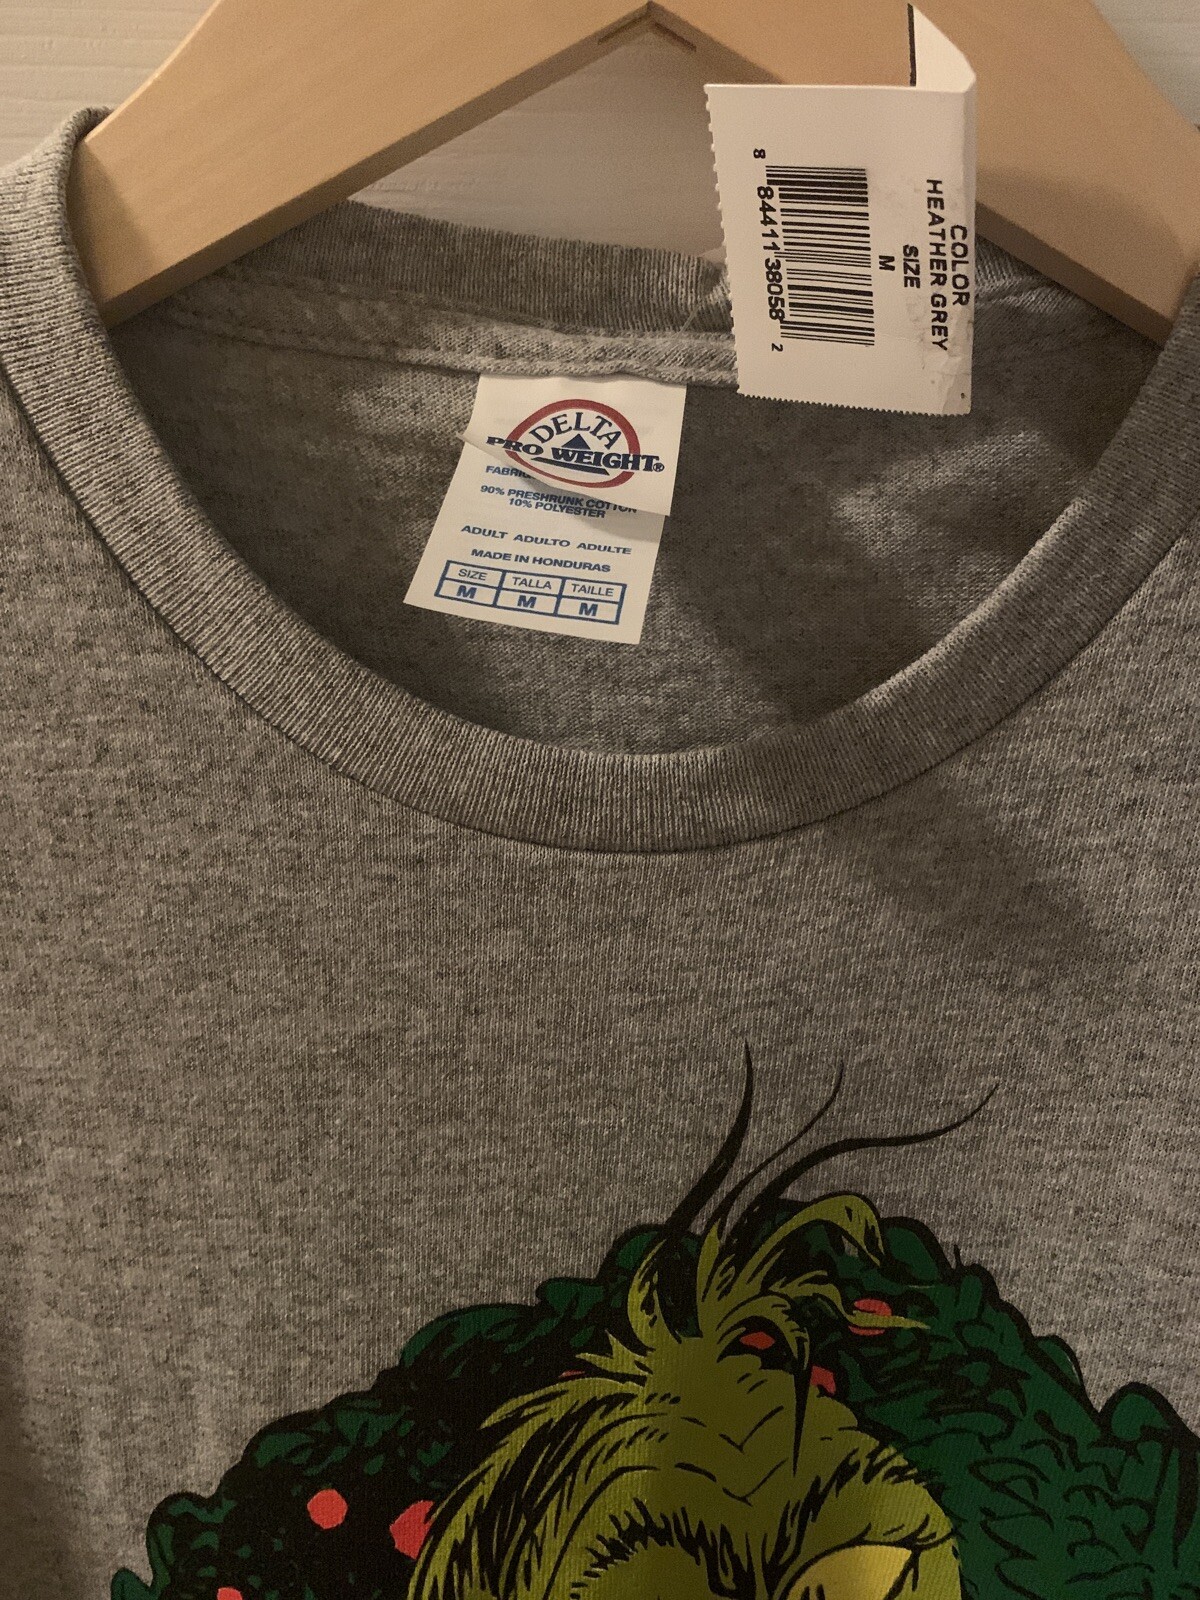 COLOR
HEATHER GREY
SIZE
M
8 84411 38058 2
DELTA
PRO WEIGHT®
90% PRESHRUNK COTTON
10% POLYESTER
ADULT ADULTO ADULTE
MADE IN HONDURAS
SIZE TALLA TAILLE
M M M